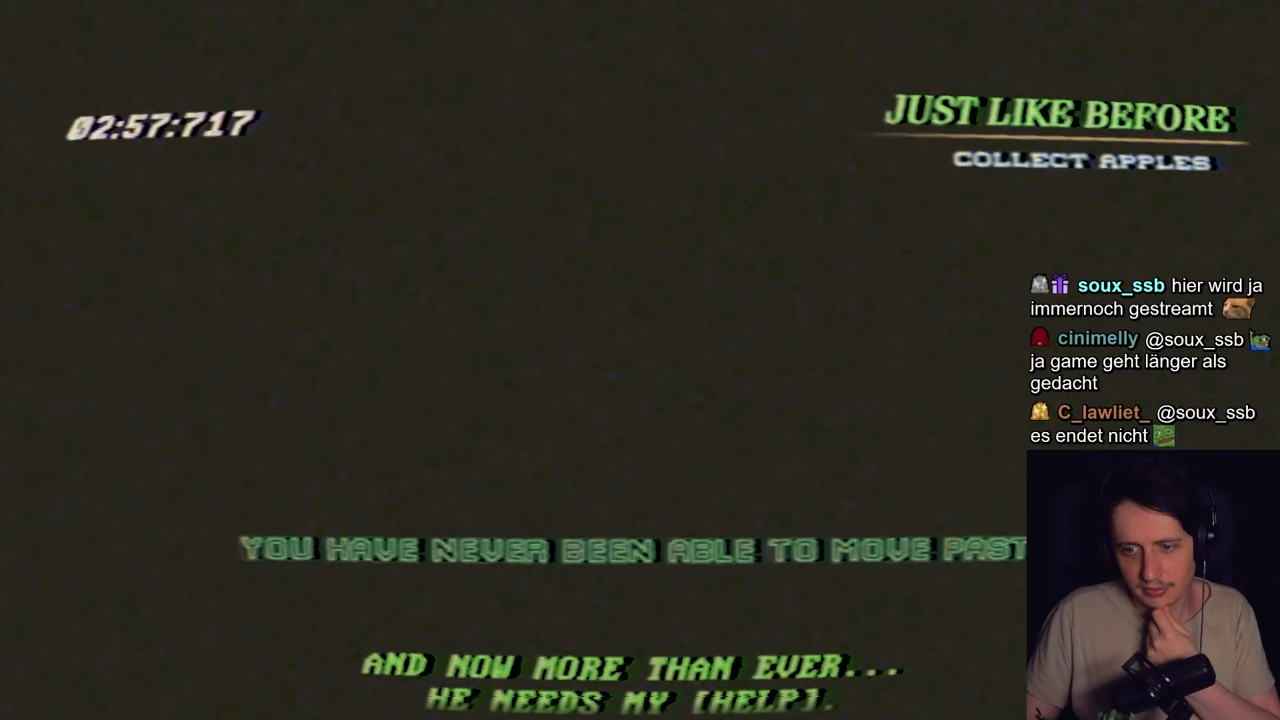 02:57:717
JUST LIKE BEFORE
COLLECT APPLES
soux_ssb hier wird ja
immernoch gestreamt
cinimelly @soux_ssb
ja game geht länger als
gedacht
C_lawliet_ @soux_ssb
es endet nicht
YOU HAVE NEVER BEEN ABLE TO MOVE PAST
AND NOW MORE THAN EVER...
HE NEEDS MY [HELP].